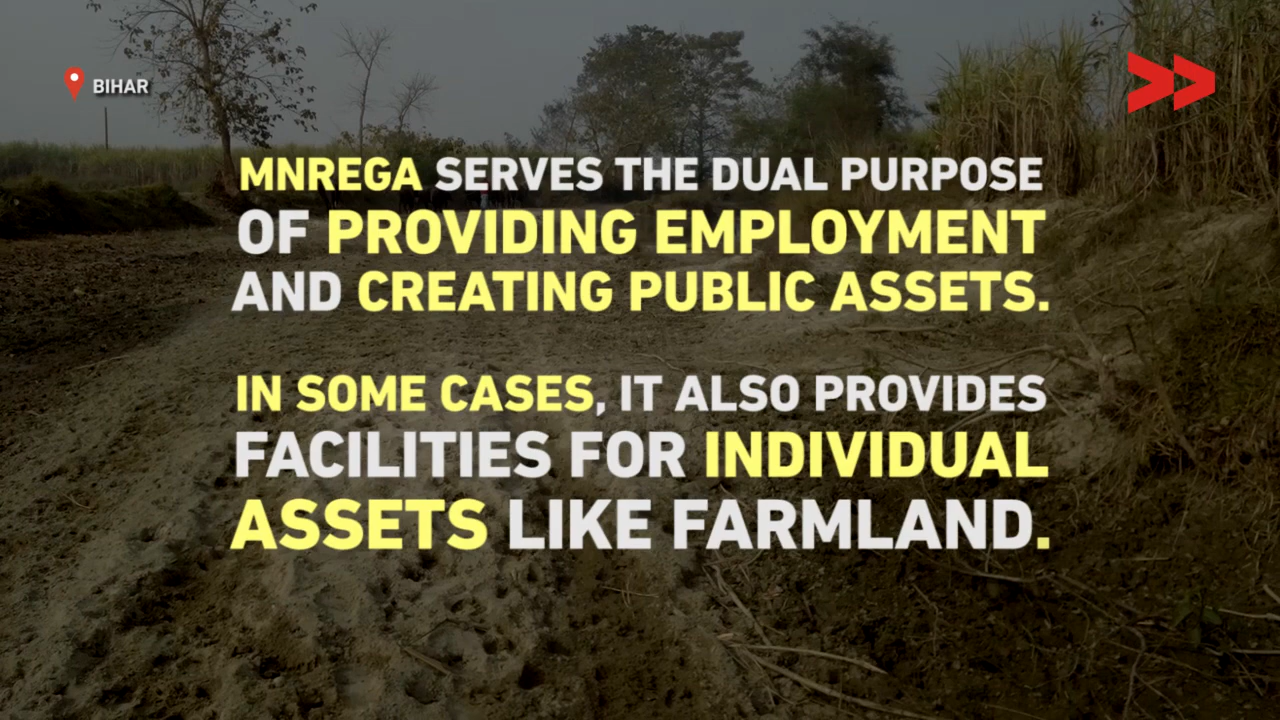 BIHAR
MNREGA SERVES THE DUAL PURPOSE
OF PROVIDING EMPLOYMENT
AND CREATING PUBLIC ASSETS.
IN SOME CASES, IT ALSO PROVIDES
FACILITIES FOR INDIVIDUAL
ASSETS LIKE FARMLAND.